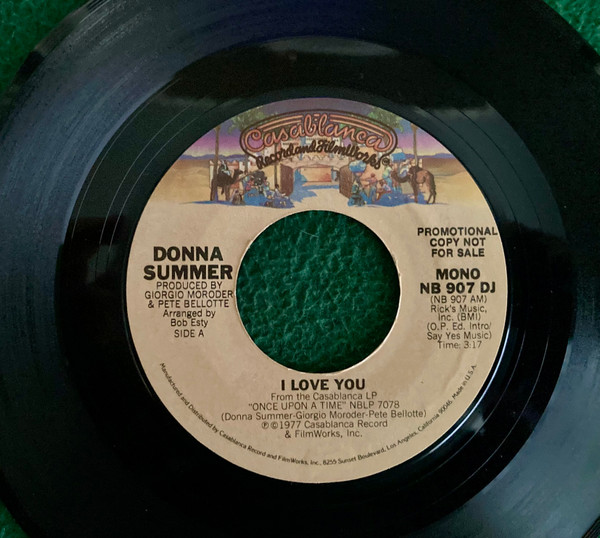 Casablanca
Record and FilmWorks
DONNA
SUMMER
PRODUCED BY
GIORGIO MORODER
& PETE BELLOTTE
Arranged by
Bob Esty
SIDE A
PROMOTIONAL
COPY NOT
FOR SALE
MONO
NB 907 DJ
(NB 907 AM)
Rick's Music,
Inc. (BMI)
(O.P. Ed. Intro/
Say Yes Music)
Time: 3:17
I LOVE YOU
From the Casablanca LP
"ONCE UPON A TIME" NBLP 7078
(Donna Summer-Giorgio Moroder-Pete Bellotte)
℗©1977 Casablanca Record
& FilmWorks, Inc.
Manufactured and Distributed by Casablanca Record and FilmWorks, Inc., 8255 Sunset Boulevard, Los Angeles, California 90046. Made in U.S.A.